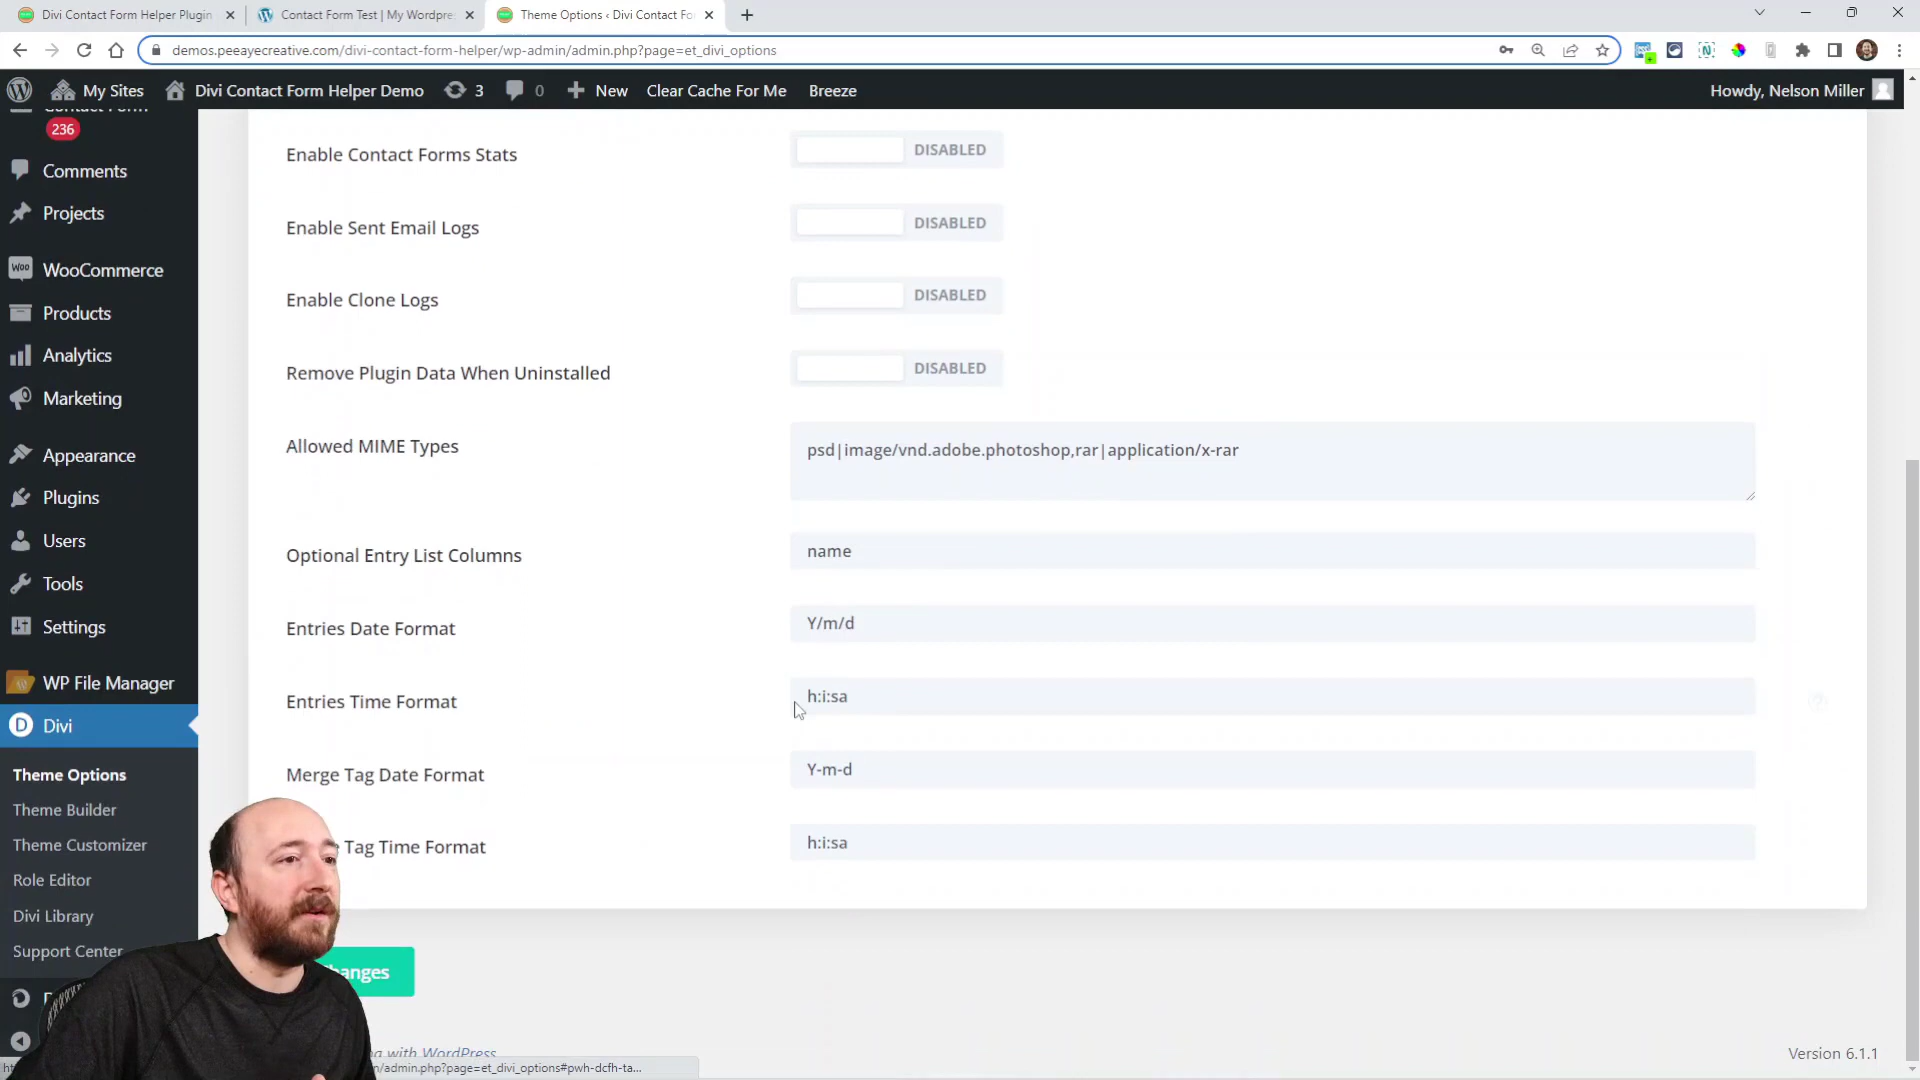 Divi Contact Form Helper Plugin
Contact Form Test | My Wordpre
Theme Options ‹ Divi Contact Fo
demos.peeayecreative.com/divi-contact-form-helper/wp-admin/admin.php?page=et_divi_options
My Sites
Divi Contact Form Helper Demo
3
0
New
Clear Cache For Me
Breeze
Howdy, Nelson Miller
Contact Form
236
Comments
Projects
WooCommerce
Products
Analytics
Marketing
Appearance
Plugins
Users
Tools
Settings
WP File Manager
Divi
Theme Options
Theme Builder
Theme Customizer
Role Editor
Divi Library
Support Center
Enable Contact Forms Stats
DISABLED
Enable Sent Email Logs
DISABLED
Enable Clone Logs
DISABLED
Remove Plugin Data When Uninstalled
DISABLED
Allowed MIME Types
psd|image/vnd.adobe.photoshop,rar|application/x-rar
Optional Entry List Columns
name
Entries Date Format
Y/m/d
Entries Time Format
h:i:sa
Merge Tag Date Format
Y-m-d
Tag Time Format
h:i:sa
hanges
with WordPress
Version 6.1.1
n/admin.php?page=et_divi_options#pwh-dcfh-ta...